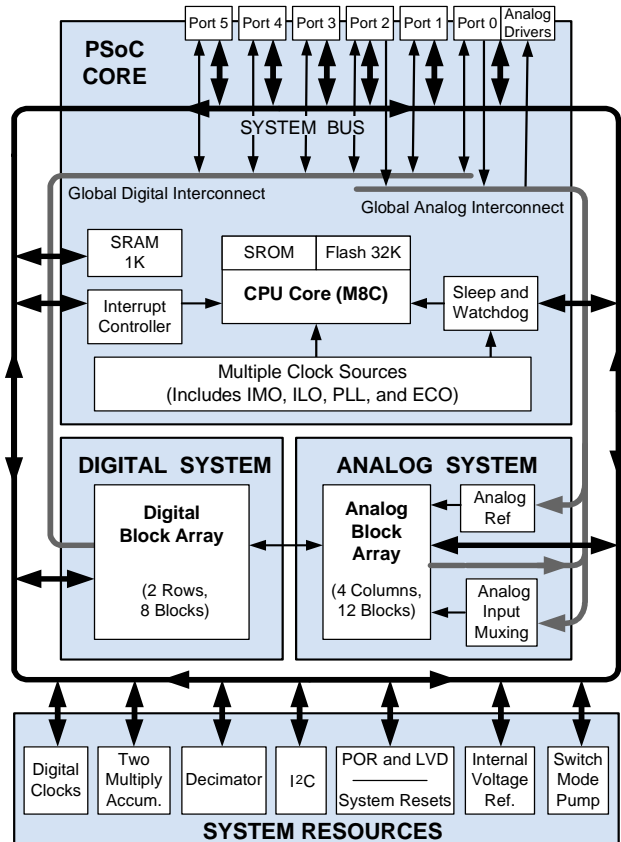 Port 5 Port 4 Port 3 Port 2 Port 1 Port 0 Analog
Drivers
PSoC
CORE
SYSTEM BUS
Global Digital Interconnect
Global Analog Interconnect
SRAM
1K
SROM Flash 32K
CPU Core (M8C)
Interrupt
Controller
Sleep and
Watchdog
Multiple Clock Sources
(Includes IMO, ILO, PLL, and ECO)
DIGITAL SYSTEM
ANALOG SYSTEM
Digital
Block Array
(2 Rows,
8 Blocks)
Analog
Block
Array
(4 Columns,
12 Blocks)
Analog
Ref
Analog
Input
Muxing
Digital
Clocks
Two
Multiply
Accum.
Decimator
I²C
POR and LVD
System Resets
Internal
Voltage
Ref.
Switch
Mode
Pump
SYSTEM RESOURCES